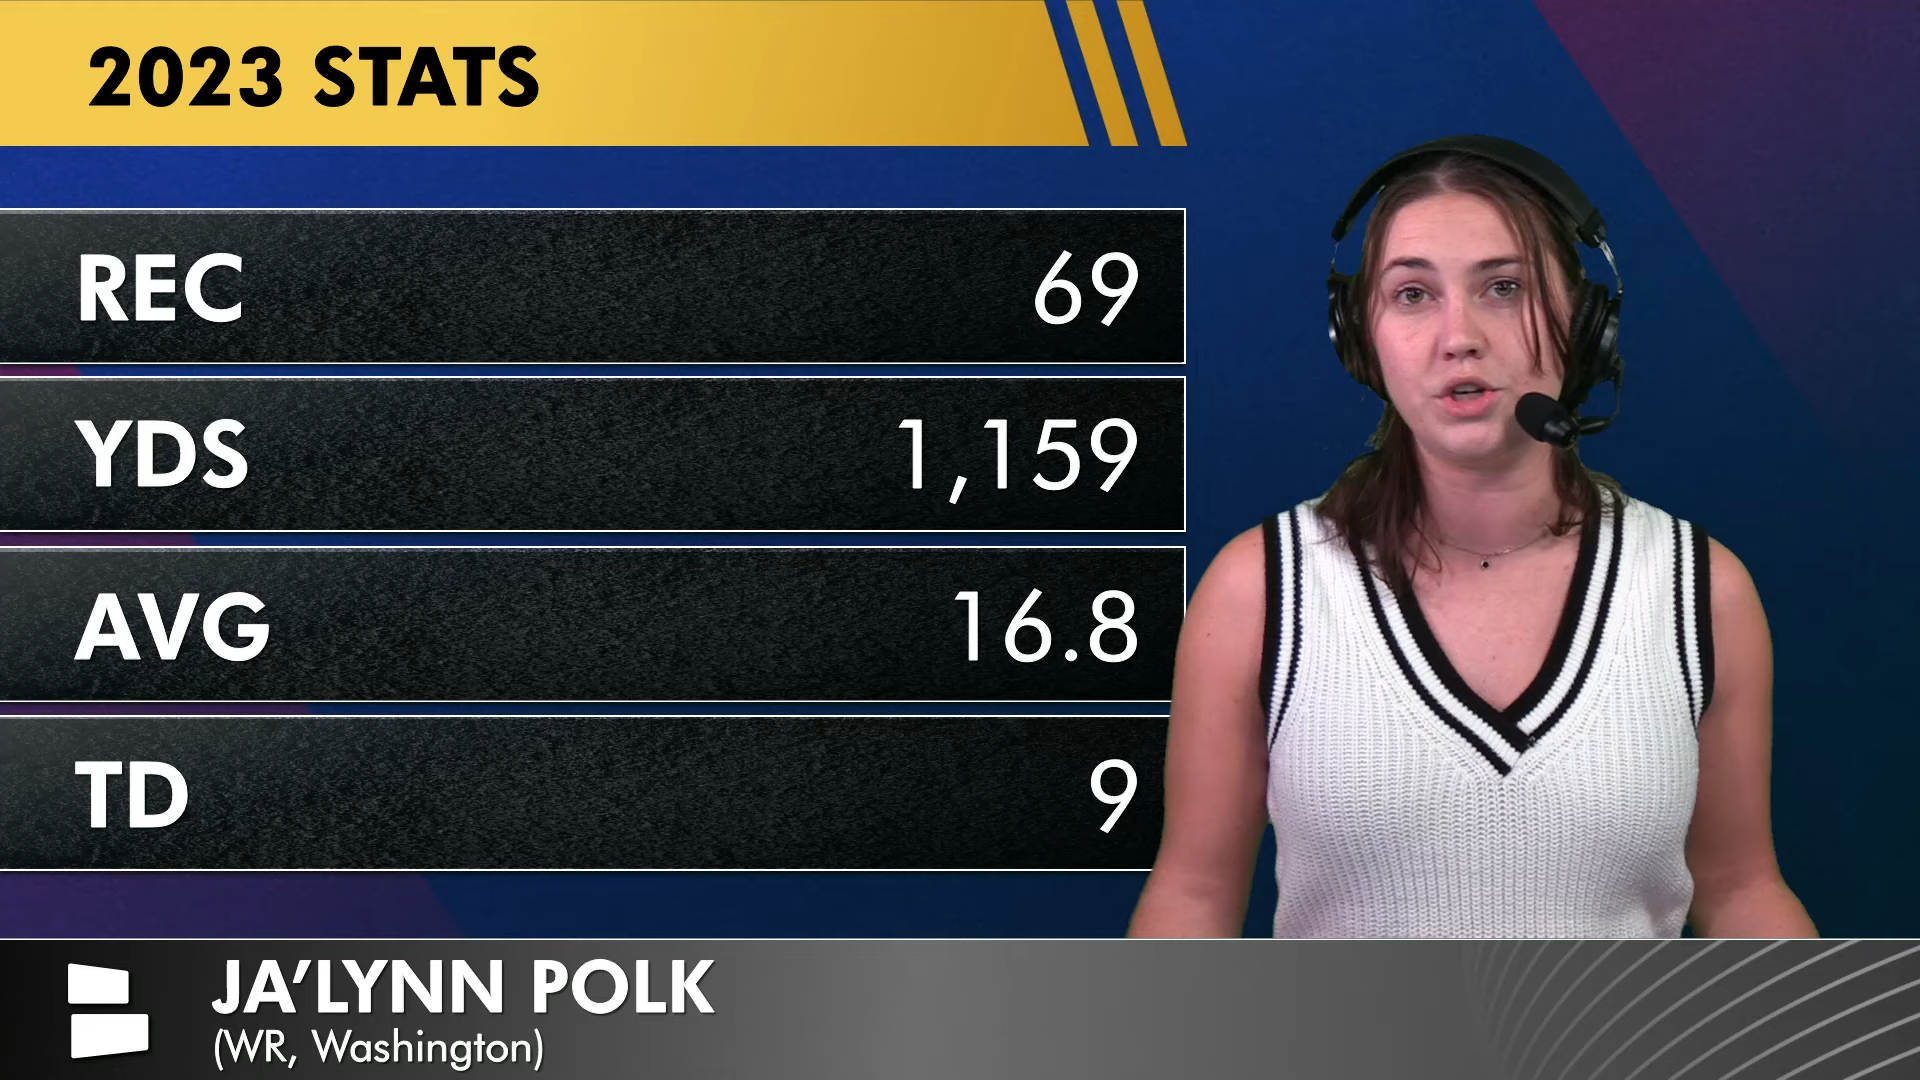 2023 STATS
REC 69
YDS 1,159
AVG 16.8
TD 9
JA’LYNN POLK
(WR, Washington)